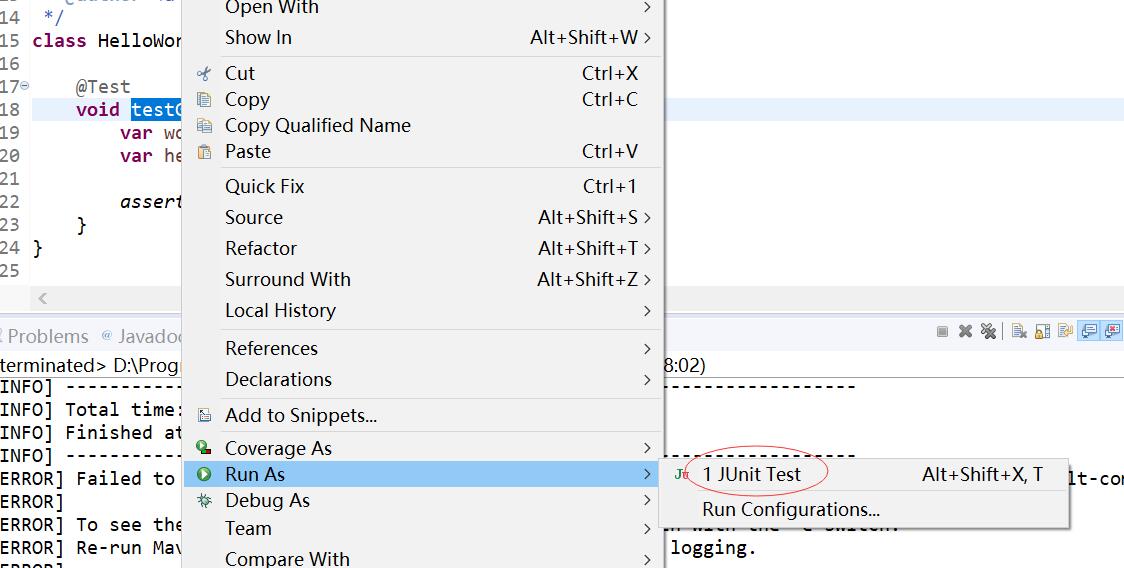 Open With
14 */
Show In Alt+Shift+W
15 class HelloWor
16
Cut Ctrl+X
17 @Test
Copy Ctrl+C
18 void test
Copy Qualified Name
19 var wo
Paste Ctrl+V
20 var he
21
Quick Fix Ctrl+1
22 assert
Source Alt+Shift+S
23 }
Refactor Alt+Shift+T
24 }
25
Surround With Alt+Shift+Z
Local History
Problems @ Javadoc
References
terminated> D:\Progr 8:02)
Declarations
INFO] ----------
INFO] Total time:
Add to Snippets...
INFO] Finished at
Coverage As
INFO] ----------
Run As
1 JUnit Test Alt+Shift+X, T
ERROR] Failed to lt-con
Debug As
ERROR]
Run Configurations...
ERROR] To see the
Team
ERROR] Re-run Mav logging.
Compare With